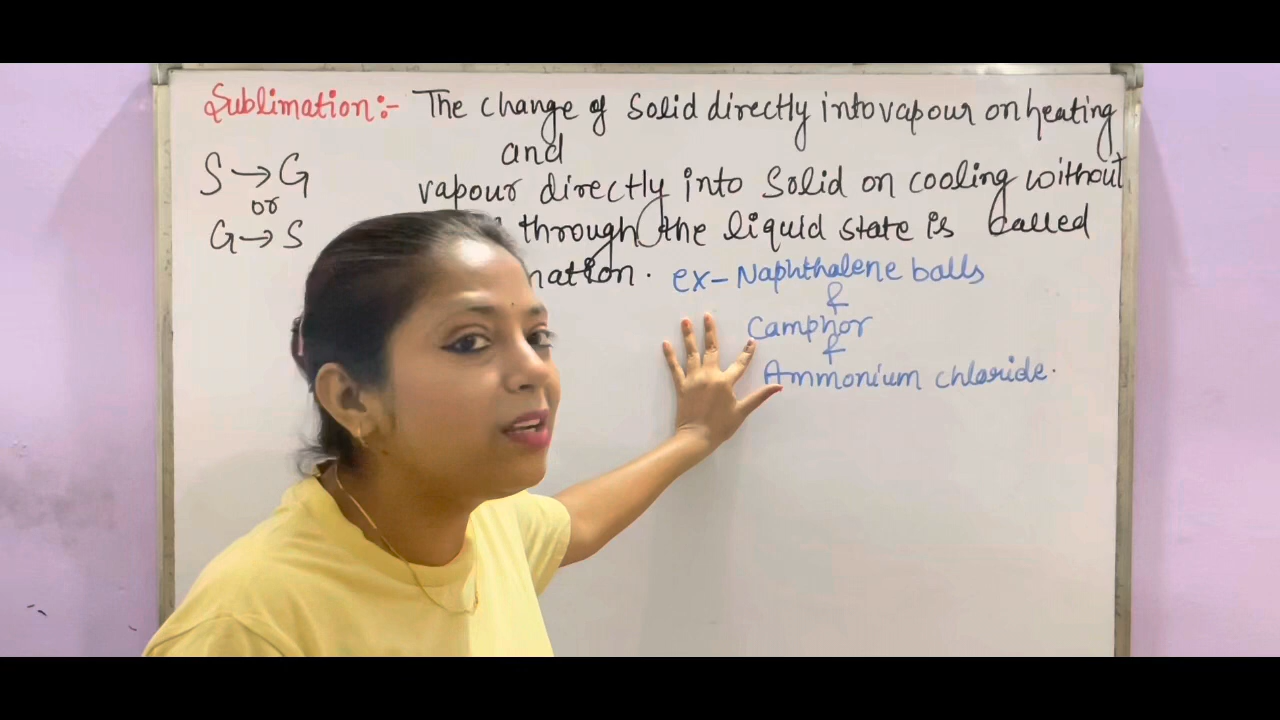 Sublimation:- The change of Solid directly into vapour on heating
and
vapour directly into Solid on cooling without
through the liquid state is called
nation.
S → G
or
G → S
ex- Naphthalene balls
&
Camphor
&
Ammonium chloride.